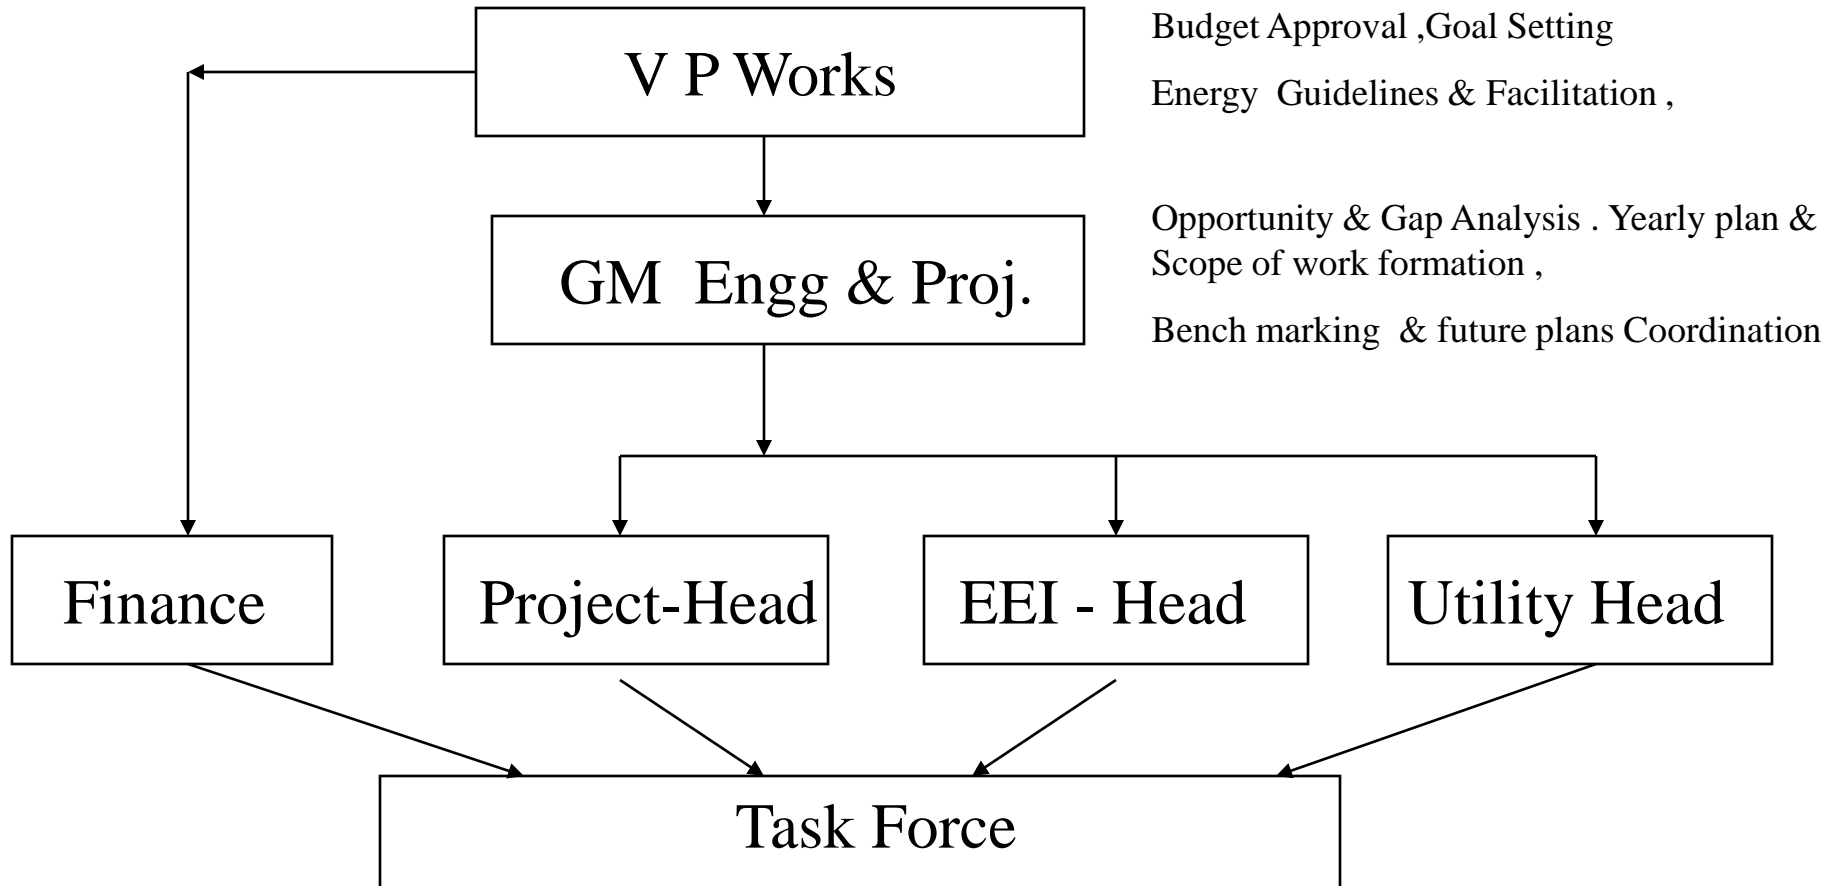 V P Works
Budget Approval ,Goal Setting
Energy Guidelines & Facilitation ,
GM Engg & Proj.
Opportunity & Gap Analysis . Yearly plan &
Scope of work formation ,
Bench marking & future plans Coordination
Finance
Project-Head
EEI - Head
Utility Head
Task Force